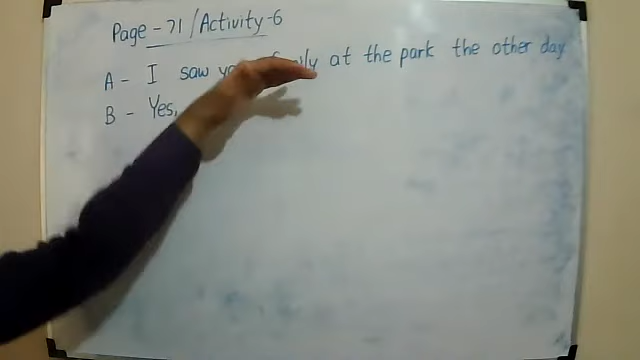 Page - 71 / Activity - 6
A - I saw at the park the other day
B - Yes,